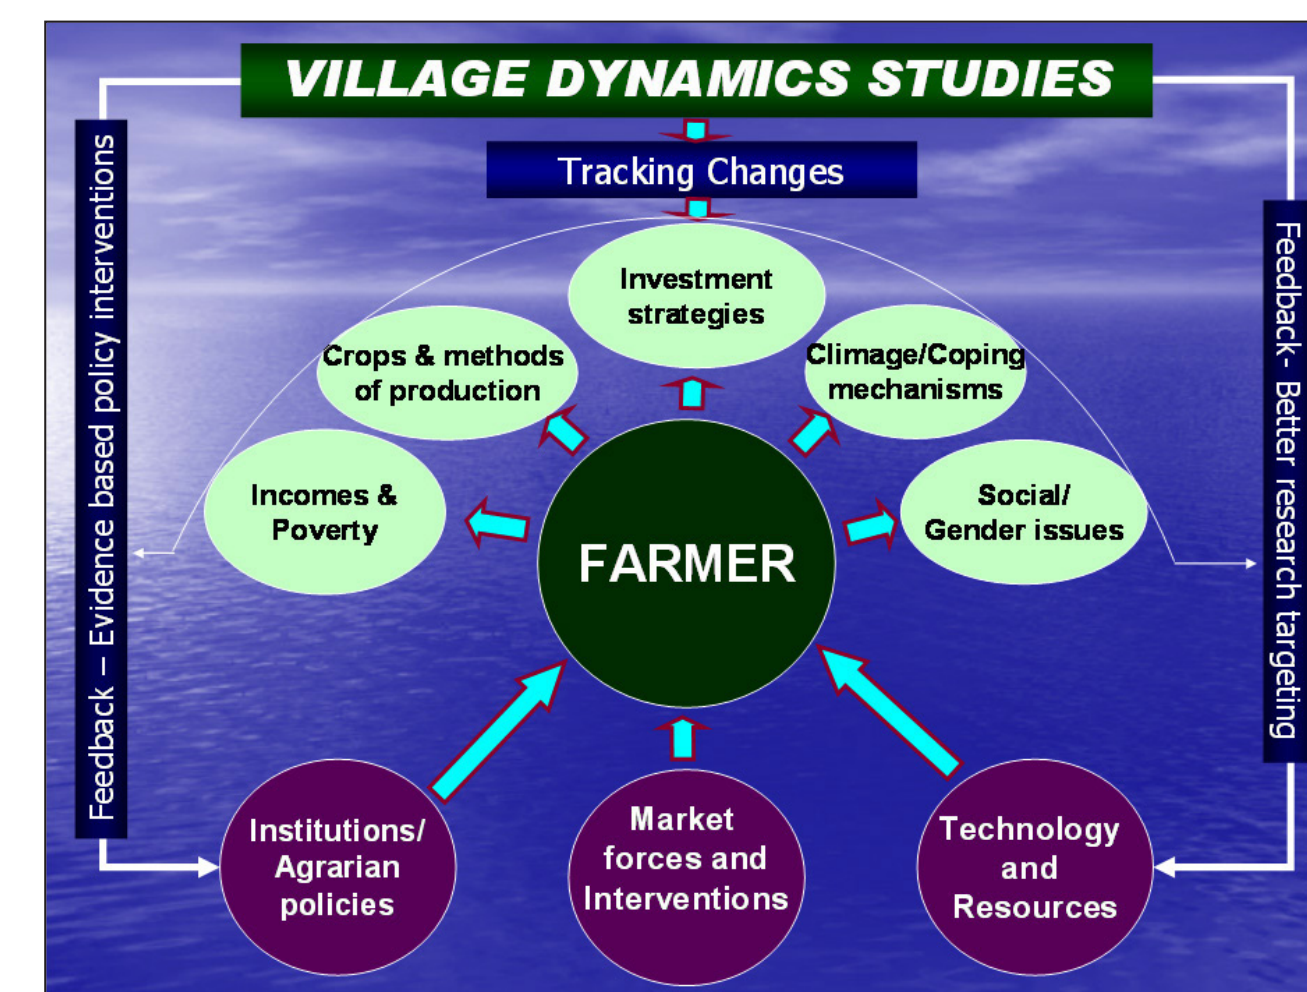 VILLAGE DYNAMICS STUDIES
Tracking Changes
Feedback – Evidence based policy interventions
Feedback- Better research targeting
Investment
strategies
Crops & methods
of production
Climage/Coping
mechanisms
Incomes &
Poverty
Social/
Gender issues
FARMER
Institutions/
Agrarian
policies
Market
forces and
Interventions
Technology
and
Resources